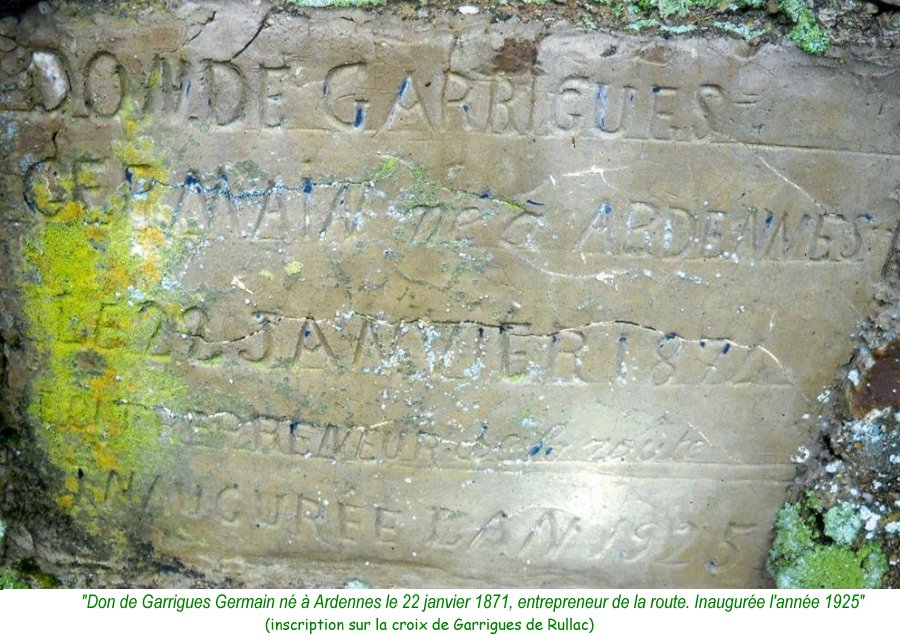 DON DE GARRIGUES
GERMAIN né à ARDENNES
LE 22 JANVIER 1871
ENTREPRENEUR de la route
INAUGURÉE L'AN 1925
"Don de Garrigues Germain né à Ardennes le 22 janvier 1871, entrepreneur de la route. Inaugurée l'année 1925"
(inscription sur la croix de Garrigues de Rullac)